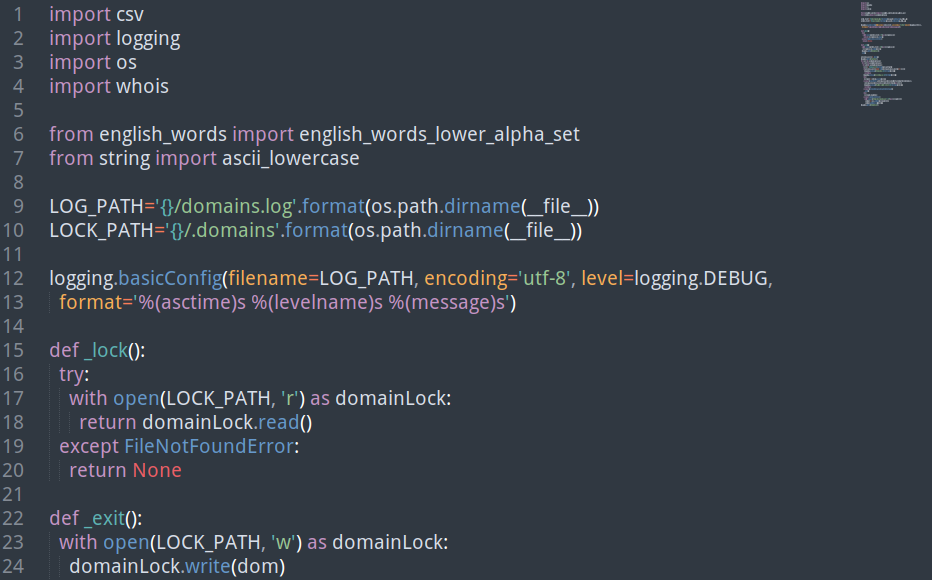 1 import csv
2 import logging
3 import os
4 import whois
5
6 from english_words import english_words_lower_alpha_set
7 from string import ascii_lowercase
8
9 LOG_PATH='{}/domains.log'.format(os.path.dirname(__file__))
10 LOCK_PATH='{}/.domains'.format(os.path.dirname(__file__))
11
12 logging.basicConfig(filename=LOG_PATH, encoding='utf-8', level=logging.DEBUG,
13 format='%(asctime)s %(levelname)s %(message)s')
14
15 def _lock():
16 try:
17 with open(LOCK_PATH, 'r') as domainLock:
18 return domainLock.read()
19 except FileNotFoundError:
20 return None
21
22 def _exit():
23 with open(LOCK_PATH, 'w') as domainLock:
24 domainLock.write(dom)